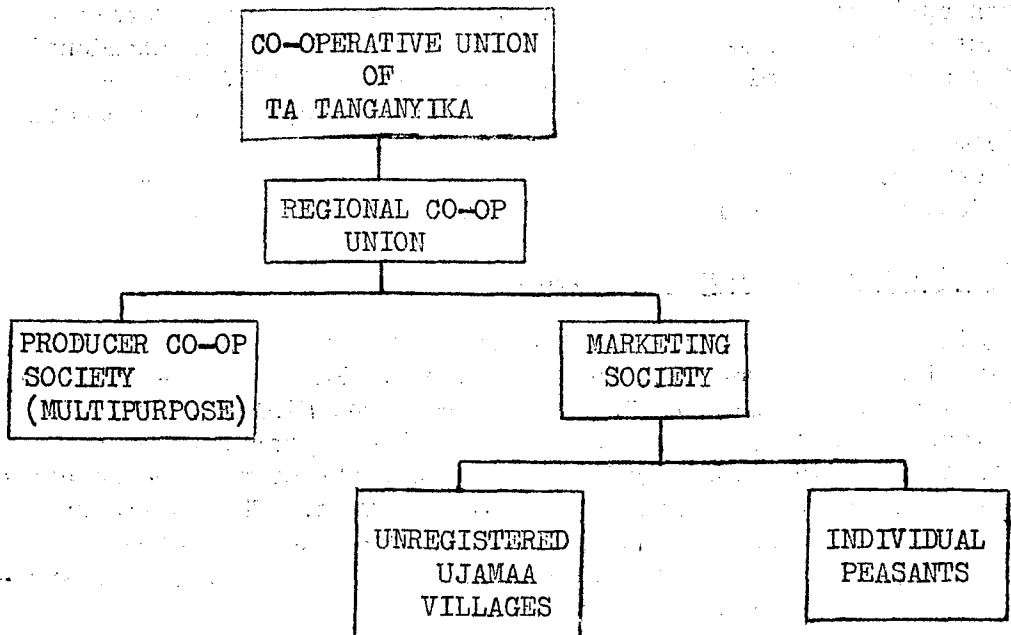 CO-OPERATIVE UNION
OF
TA TANGANYIKA
REGIONAL CO-OP
UNION
PRODUCER CO-OP
SOCIETY
(MULTIPURPOSE)
MARKETING
SOCIETY
UNREGISTERED
UJAMAA
VILLAGES
INDIVIDUAL
PEASANTS